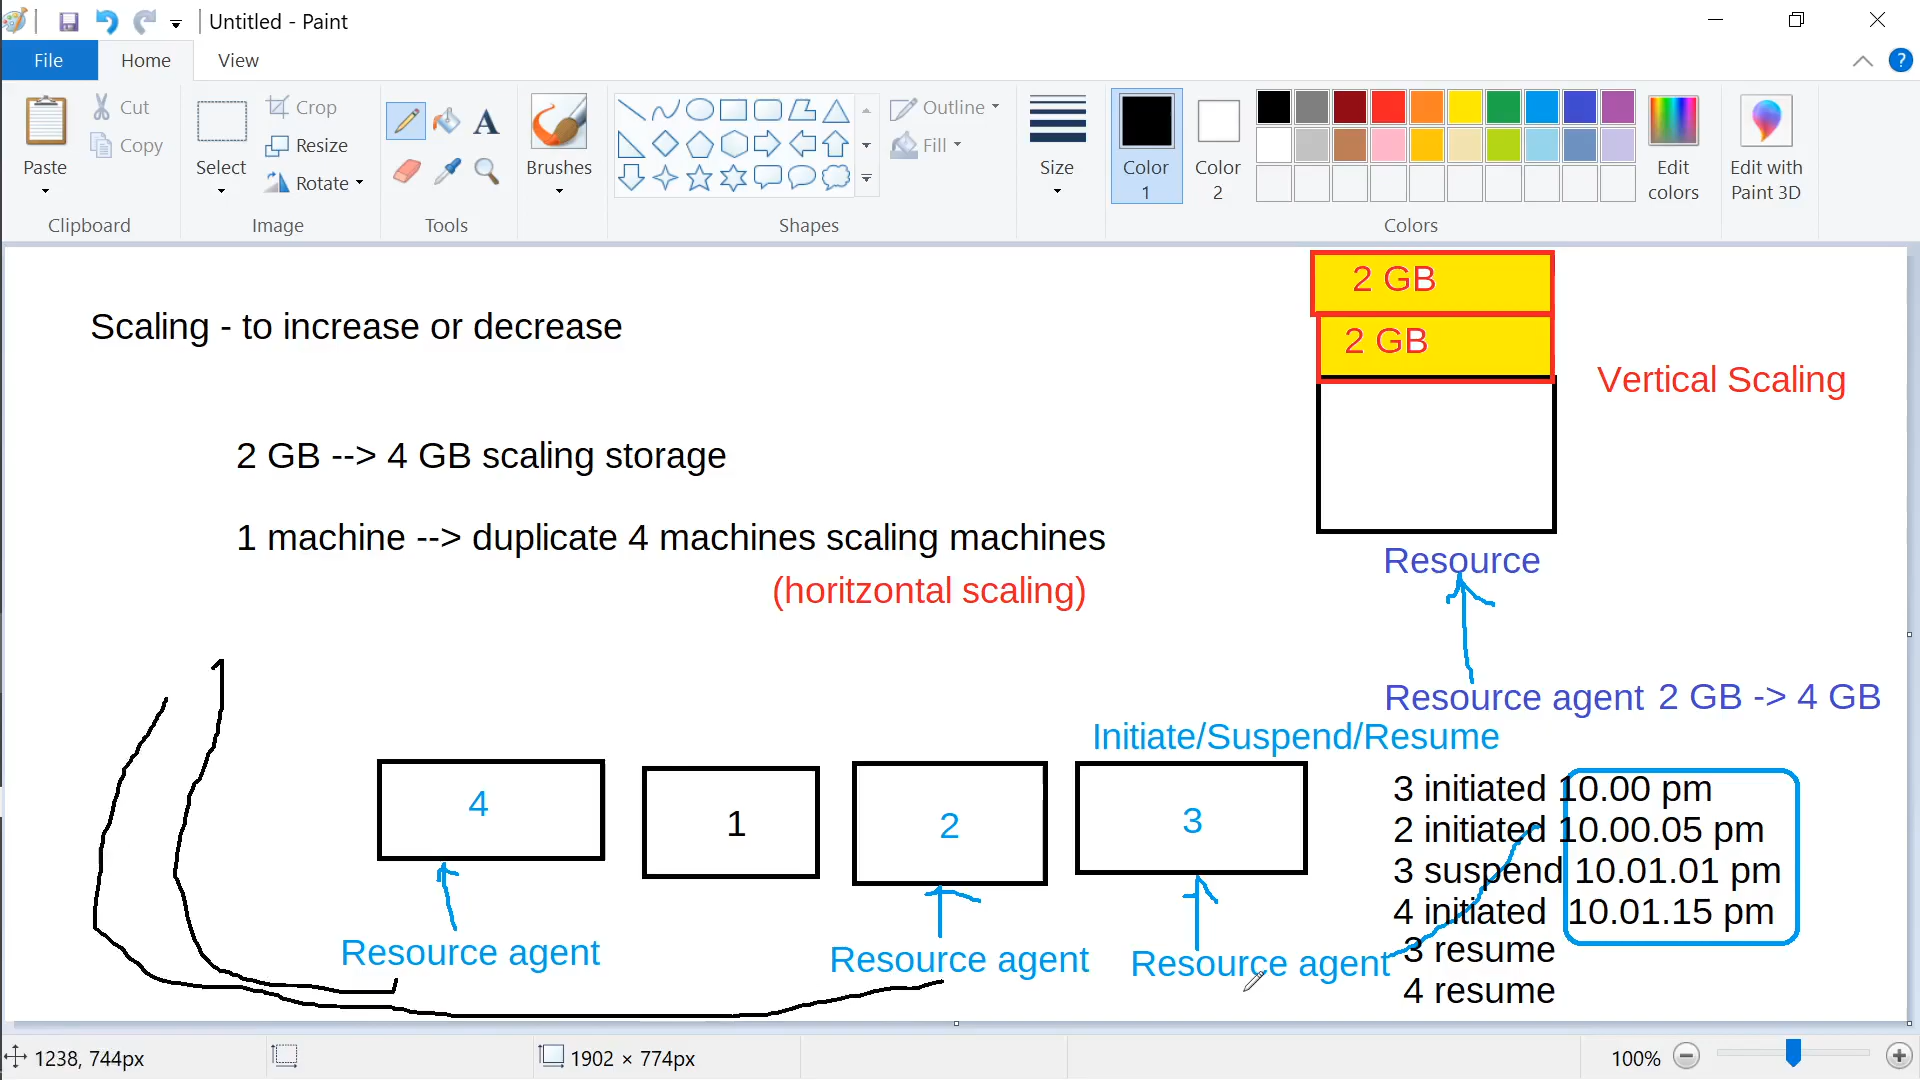 Untitled - Paint
File
Home
View
Paste
Cut
Copy
Clipboard
Select
Crop
Resize
Rotate
Image
Tools
Brushes
Shapes
Outline
Fill
Size
Color 1
Color 2
Edit colors
Edit with Paint 3D
Colors
2 GB
2 GB
Scaling - to increase or decrease
Vertical Scaling
2 GB --> 4 GB scaling storage
1 machine --> duplicate 4 machines scaling machines
(horitzontal scaling)
Resource
Resource agent 2 GB -> 4 GB
Initiate/Suspend/Resume
4
1
2
3
3 initiated 10.00 pm
2 initiated 10.00.05 pm
3 suspend 10.01.01 pm
4 initiated 10.01.15 pm
3 resume
4 resume
Resource agent
Resource agent
Resource agent
1238, 744px
1902 × 774px
100%